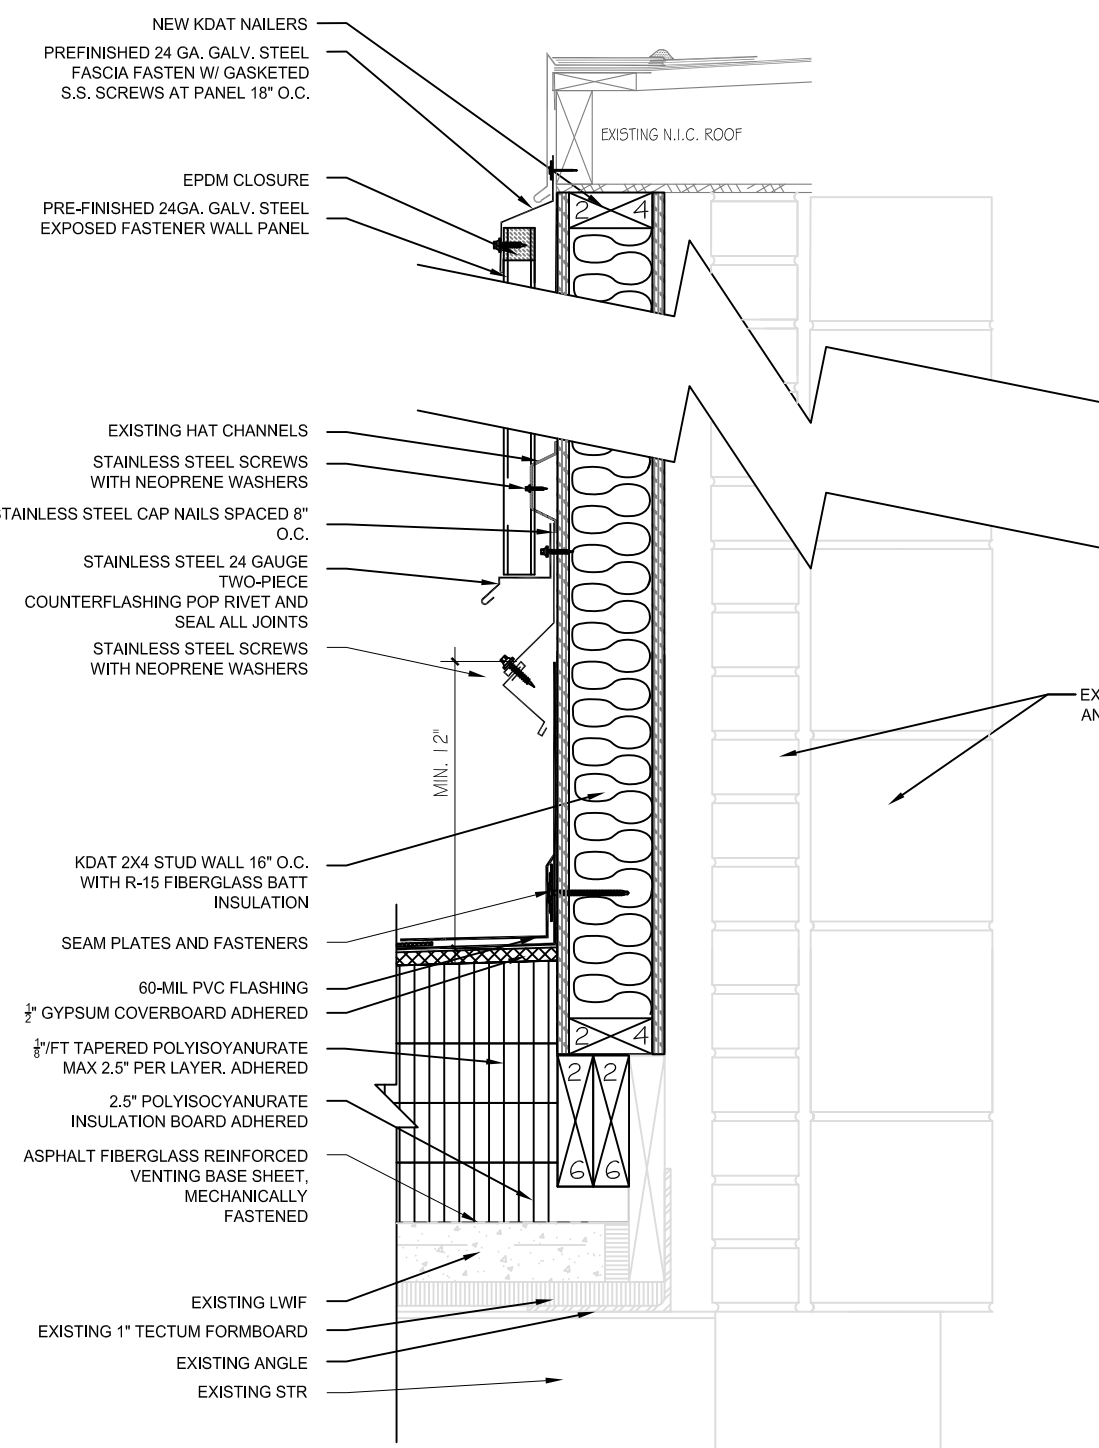 NEW KDAT NAILERS
PREFINISHED 24 GA. GALV. STEEL
FASCIA FASTEN W/ GASKETED
S.S. SCREWS AT PANEL 18" O.C.
EXISTING N.I.C. ROOF
EPDM CLOSURE
PRE-FINISHED 24GA. GALV. STEEL
EXPOSED FASTENER WALL PANEL
2 4
EXISTING HAT CHANNELS
STAINLESS STEEL SCREWS
WITH NEOPRENE WASHERS
STAINLESS STEEL CAP NAILS SPACED 8"
O.C.
STAINLESS STEEL 24 GAUGE
TWO-PIECE
COUNTERFLASHING POP RIVET AND
SEAL ALL JOINTS
STAINLESS STEEL SCREWS
WITH NEOPRENE WASHERS
MIN. 12"
EX
AN
KDAT 2X4 STUD WALL 16" O.C.
WITH R-15 FIBERGLASS BATT
INSULATION
SEAM PLATES AND FASTENERS
60-MIL PVC FLASHING
½" GYPSUM COVERBOARD ADHERED
2 4
⅛"/FT TAPERED POLYISOYANURATE
MAX 2.5" PER LAYER. ADHERED
2 2
6 6
2.5" POLYISOCYANURATE
INSULATION BOARD ADHERED
ASPHALT FIBERGLASS REINFORCED
VENTING BASE SHEET,
MECHANICALLY
FASTENED
EXISTING LWIF
EXISTING 1" TECTUM FORMBOARD
EXISTING ANGLE
EXISTING STR